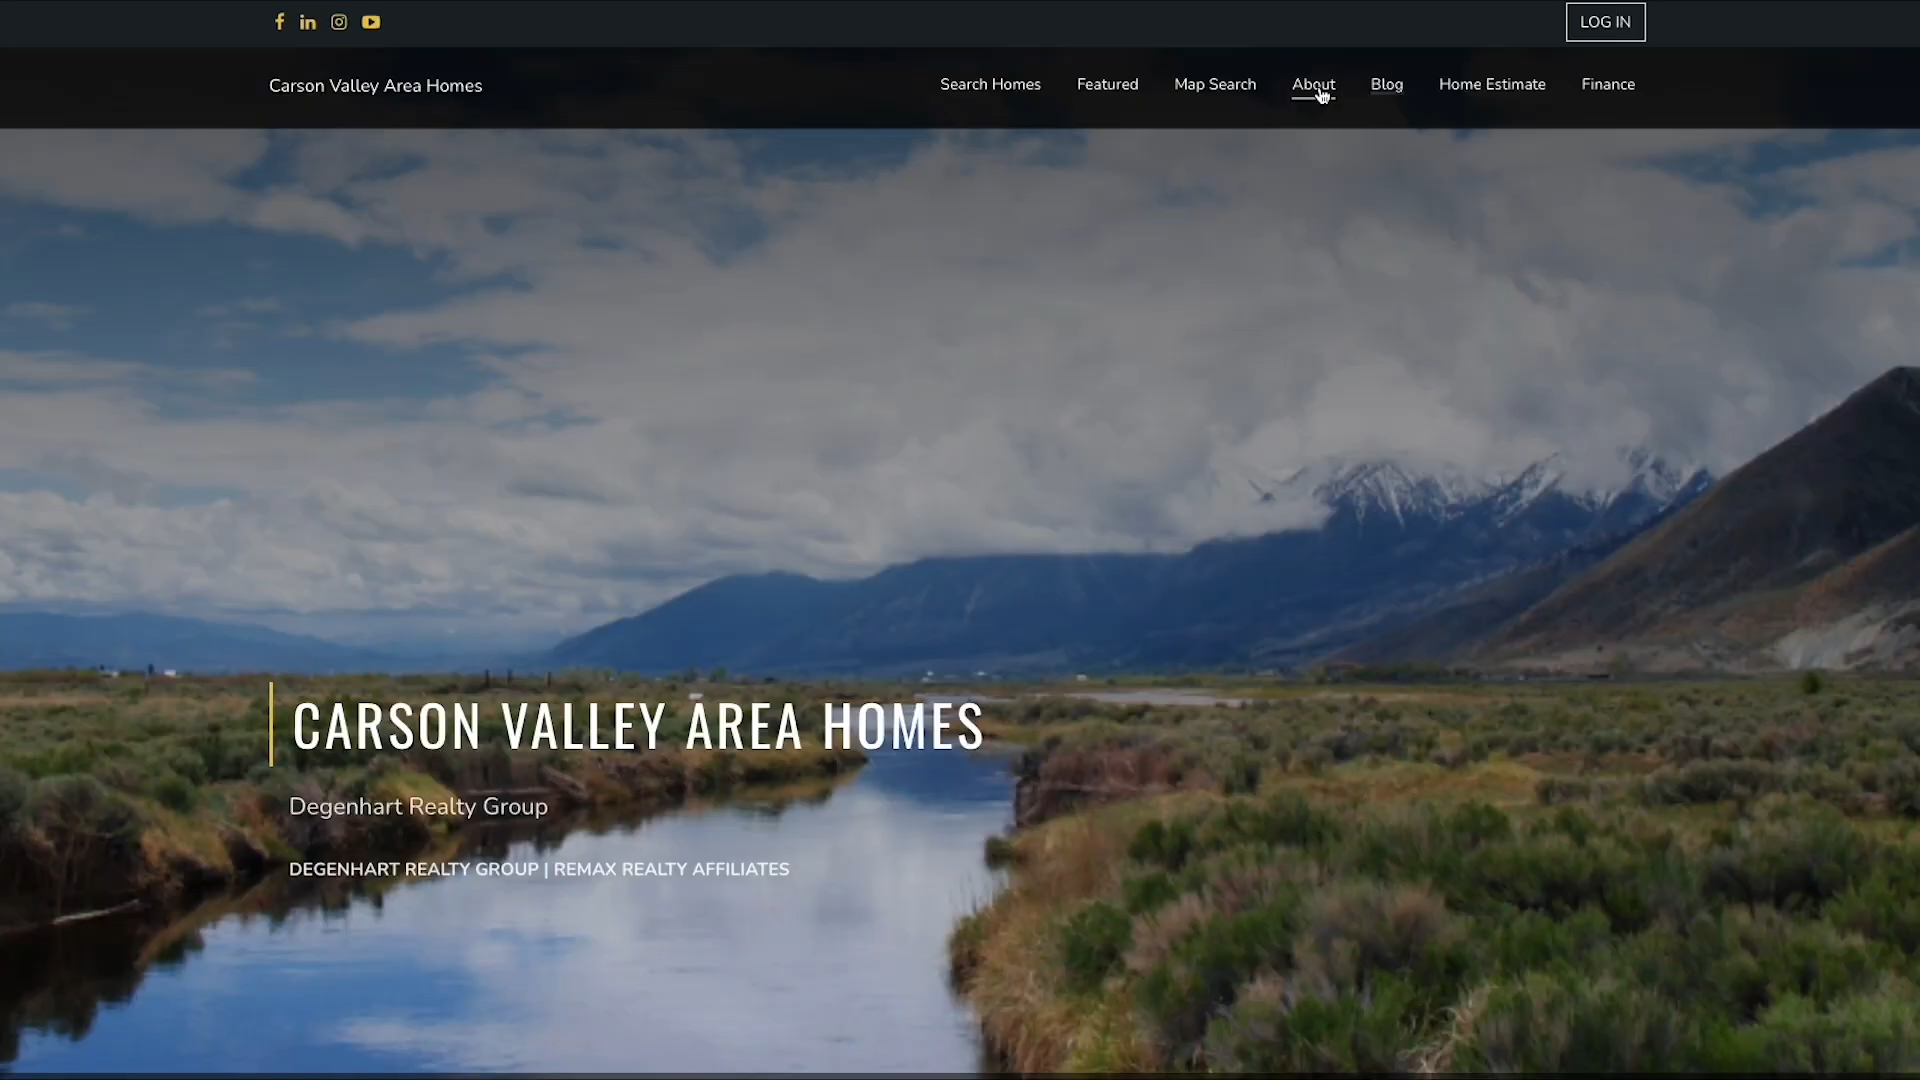 LOG IN
Carson Valley Area Homes
Search Homes
Featured
Map Search
About
Blog
Home Estimate
Finance
CARSON VALLEY AREA HOMES
Degenhart Realty Group
DEGENHART REALTY GROUP | REMAX REALTY AFFILIATES